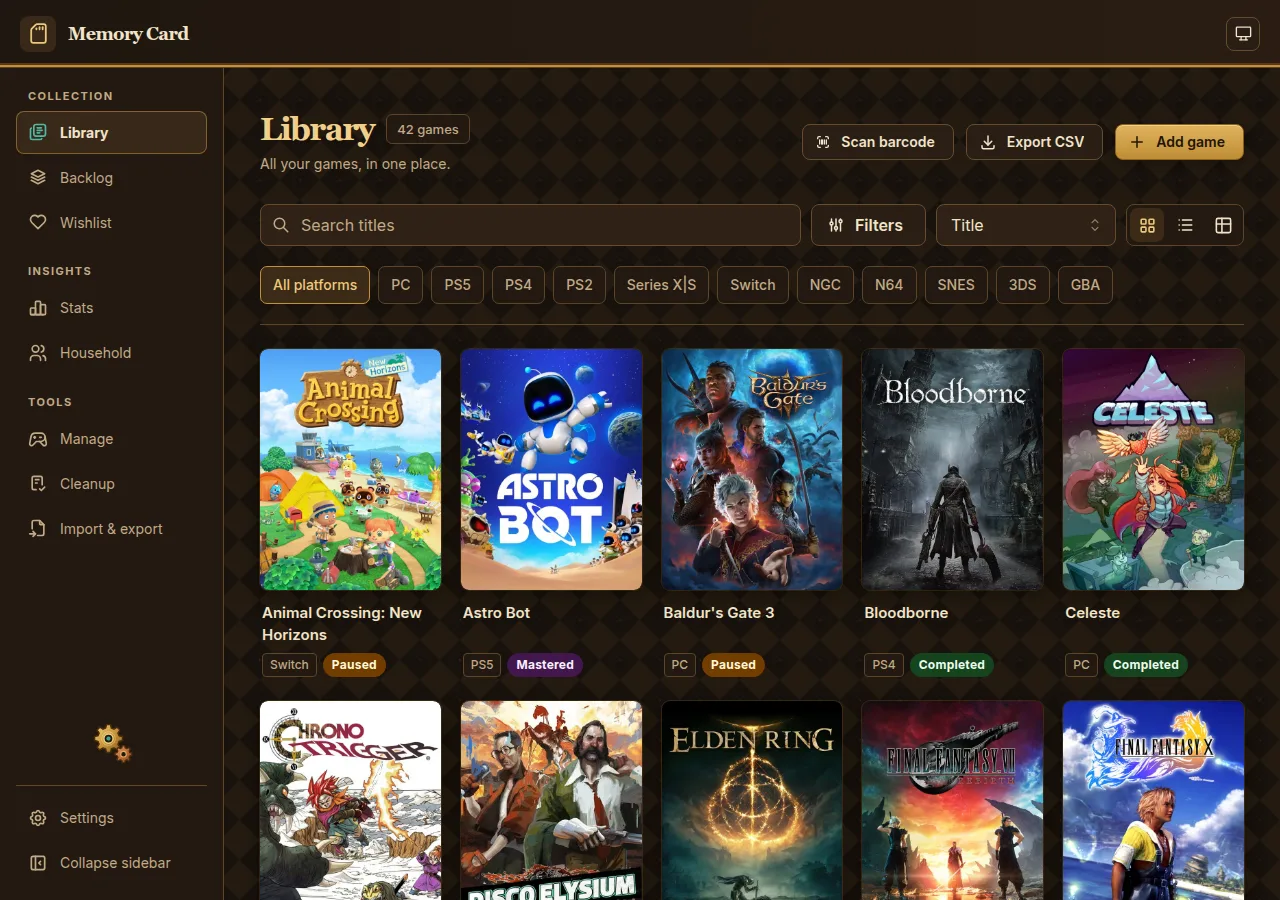 Memory Card
COLLECTION
Library
Backlog
Wishlist
INSIGHTS
Stats
Household
TOOLS
Manage
Cleanup
Import & export
Settings
Collapse sidebar
Library
42 games
All your games, in one place.
Scan barcode
Export CSV
Add game
Search titles
Filters
Title
All platforms
PC
PS5
PS4
PS2
Series X|S
Switch
NGC
N64
SNES
3DS
GBA
New
Horizons
Animal
Crossing
Animal Crossing: New
Horizons
Switch
Paused
ASTRO
BOT
Astro Bot
PS5
Mastered
Baldur's
Gate
Baldur's Gate 3
PC
Paused
Bloodborne
Bloodborne
PS4
Completed
CELESTE
Celeste
PC
Completed
CHRONO
TRIGGER
DISCO ELYSIUM
ELDEN RING
FINAL FANTASY VII
REBIRTH
FINAL FANTASY X